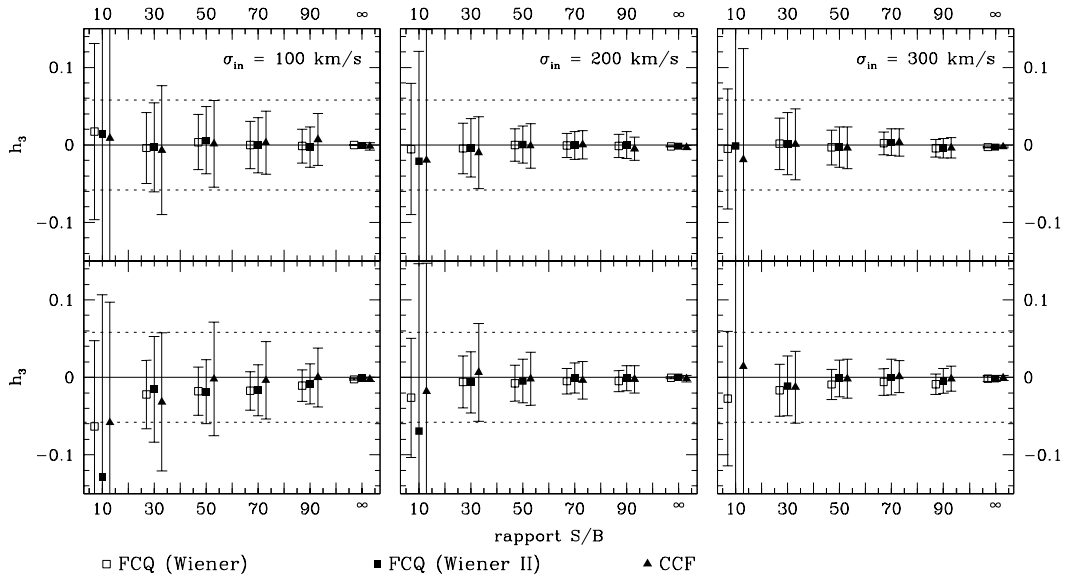 10 30 50 70 90 ∞ 10 30 50 70 90 ∞ 10 30 50 70 90 ∞
σin = 100 km/s σin = 200 km/s σin = 300 km/s
0.1 0.1
h3 0 0
-0.1 -0.1
0.1 0.1
h3 0 0
-0.1 -0.1
10 30 50 70 90 ∞ 10 30 50 70 90 ∞ 10 30 50 70 90 ∞
rapport S/B
□ FCQ (Wiener) ■ FCQ (Wiener II) ▲ CCF